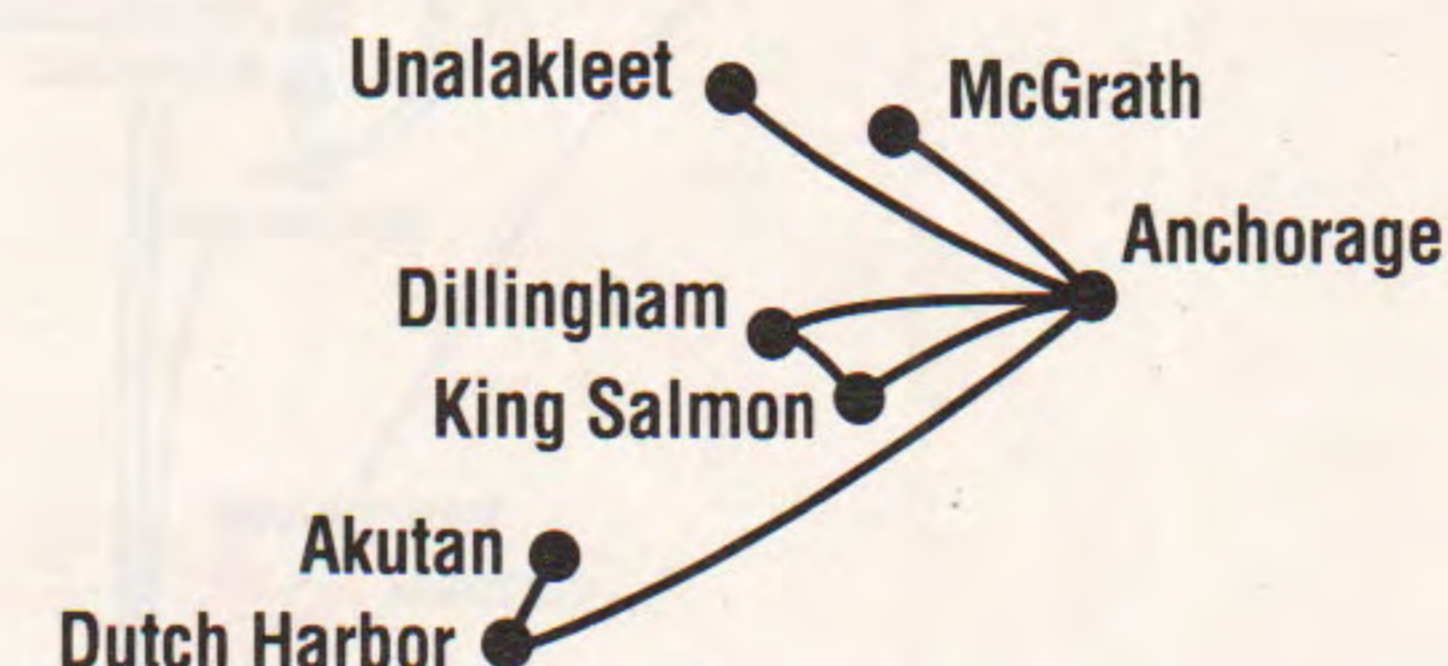 Unalakleet
McGrath
Anchorage
Dillingham
King Salmon
Akutan
Dutch Harbor